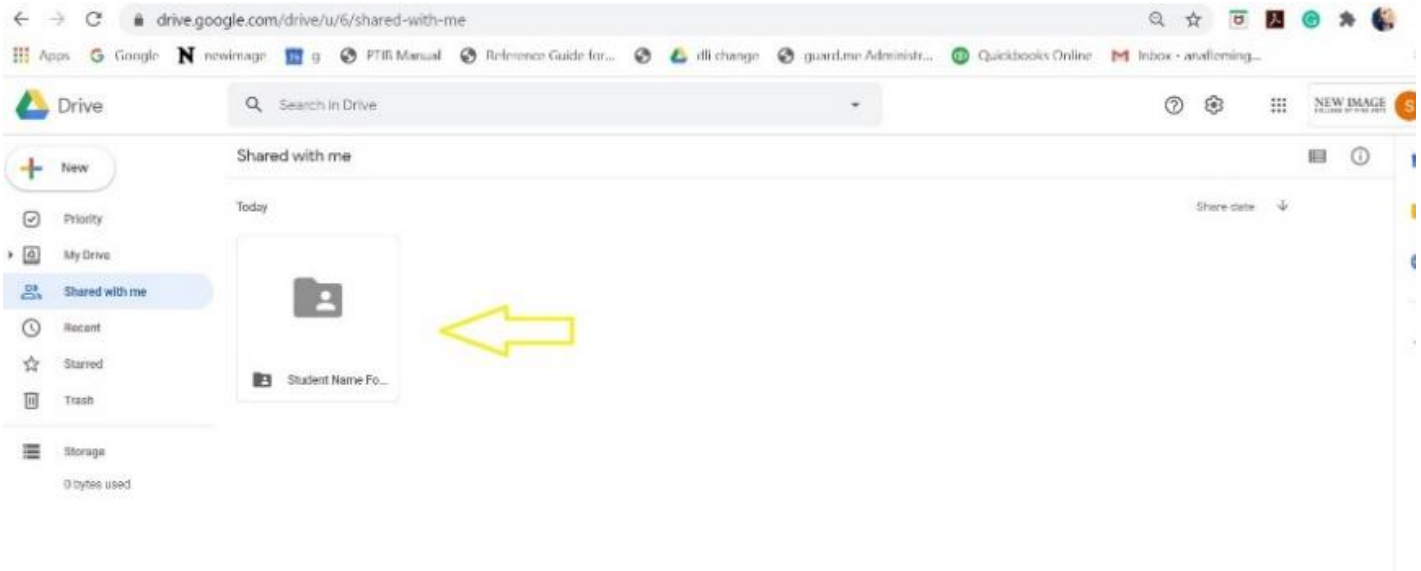 drive.google.com/drive/u/6/shared-with-me
Apps G Google N newimage g PTIB Manual Reference Guide for... dli change guard.me Administr... Quickbooks Online Inbox - anafleming...
Drive Search in Drive NEW IMAGE S
New
Shared with me
Today Share date
Priority
My Drive
Shared with me
Recent
Starred
Trash
Student Name Fo...
Storage
0 bytes used